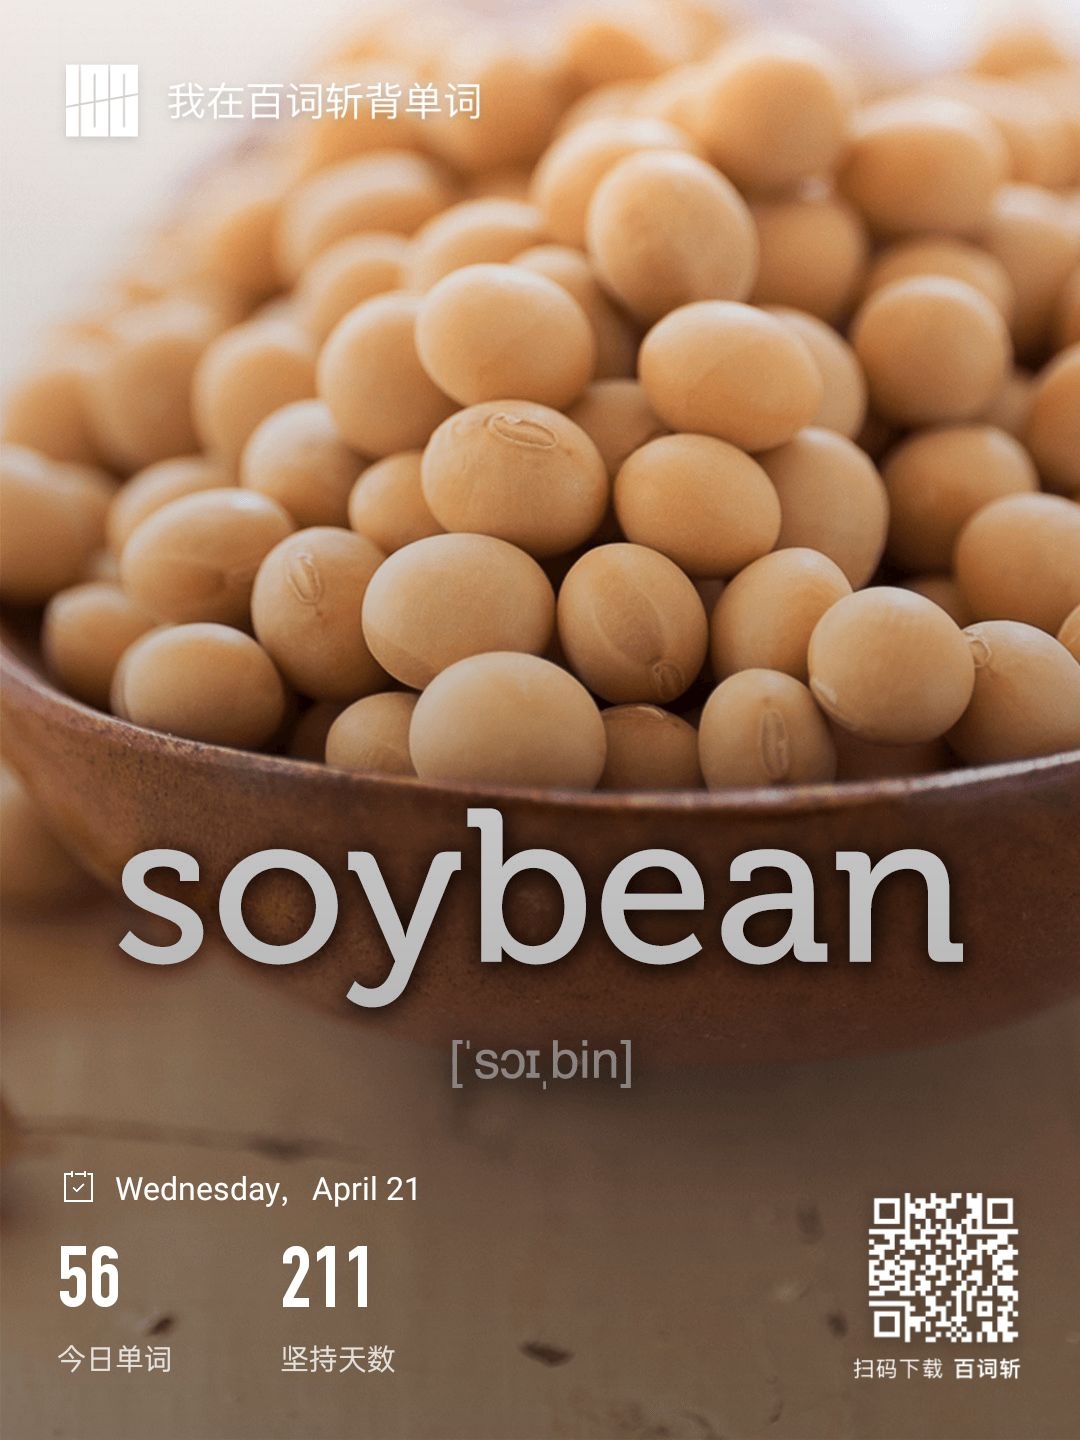 100 我在百词斩背单词
soybean
[ˈsɔɪˌbin]
Wednesday, April 21
56 211
今日单词 坚持天数
扫码下载 百词斩